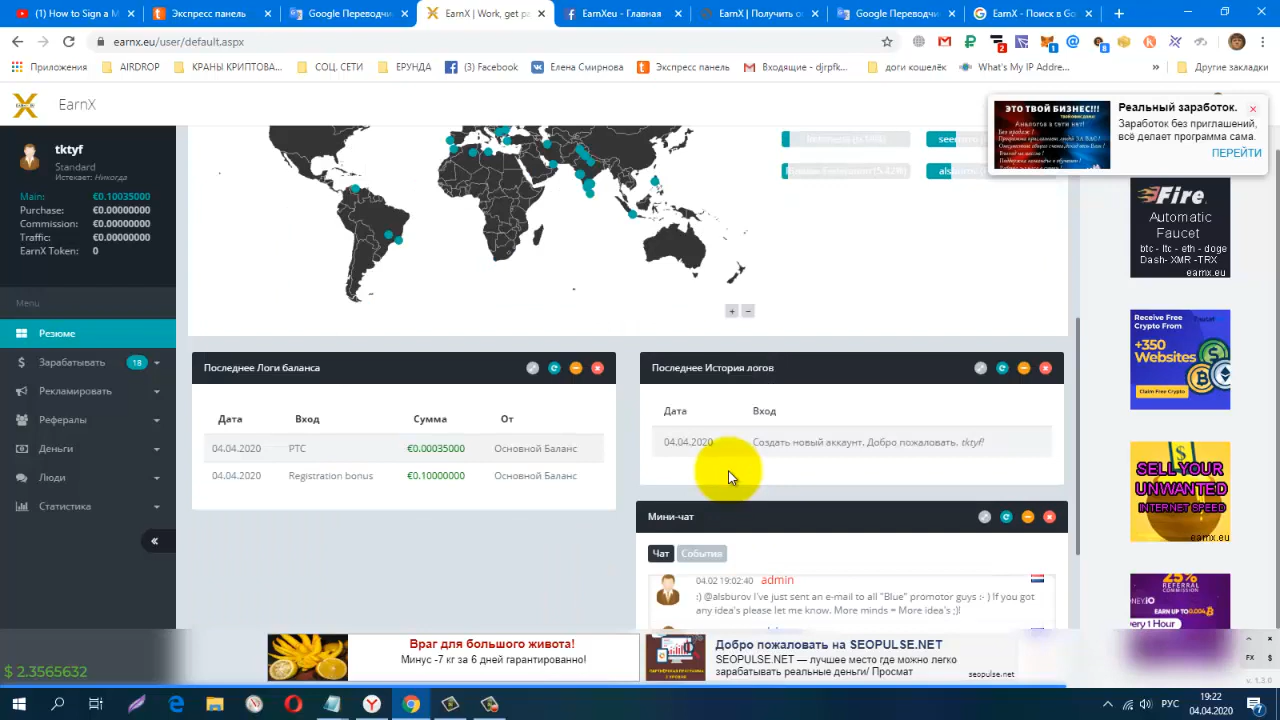 Последняя
Google Переводчи
EarnX | Work, ра
EarnXeu - Главная
EarnX | Получить о
Google Переводчи
EarnX - Поиск в Go
earnx.eu/user/default.aspx
Приложения
AIRDROP
КРАНЫ КРИПТОВА...
СОЦ. СЕТИ
ЕРУНДА
(3) Facebook
Елена Смирнова
Экспресс панель
Входящие - djrpfk...
доги кошелёк
What's My IP Addre...
»
Другие закладки
EarnX
ЭТО ТВОЙ БИЗНЕС!!!
Реальный заработок.
Заработок без приглашений,
всё делает программа сама.
ПЕРЕЙТИ
tktyf
Standard
Истекает: Никогда
Main: €0.10035000
Purchase: €0.00000000
Commission: €0.00000000
Traffic: €0.00000000
EarnX Token: 0
Menu
Резюме
Зарабатывать 18
Рекламировать
Рефералы
Деньги
Люди
Статистика
«
+ −
Fire
Automatic
Faucet
btc - ltc - eth - doge
Dash- XMR -TRX
earnx.eu
Receive Free
Crypto From
+350
Websites
Claim Free Crypto
SELL YOUR
UNWANTED
INTERNET SPEED
earnx.eu
25%
REFERRAL
COMMISSION
EARN UP TO
Последнее Логи баланса
Дата Вход Сумма От
04.04.2020 PTC €0.00035000 Основной Баланс
04.04.2020 Registration bonus €0.10000000 Основной Баланс
Последнее История логов
Дата Вход
04.04.2020 Создать новый аккаунт. Добро пожаловать. tktyf!
Мини-чат
Чат События
04.02 19:02:40 admin
:) @alsburov I've just sent an e-mail to all "Blue" promotor guys :- ) If you got
any idea's please let me know. More minds = More idea's ;)!
$ 2.3565632
Враг для большого живота!
Минус -7 кг за 6 дней гарантированно!
Добро пожаловать на SEOPULSE.NET
SEOPULSE.NET — лучшее место где можно легко
зарабатывать реальные деньги/ Просмат
seopulse.net
FX $
v. 1.3.0
РУС
19:22
04.04.2020